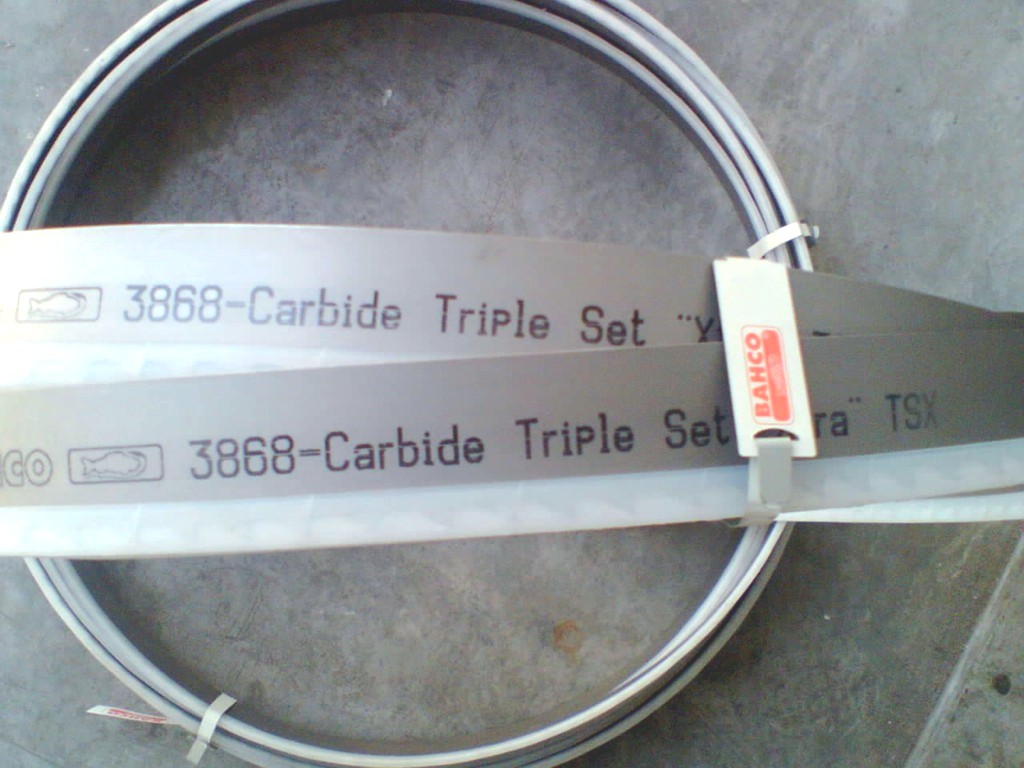 3868-Carbide Triple Set
BAHCO
CO 3868-Carbide Triple Set ra" TSX